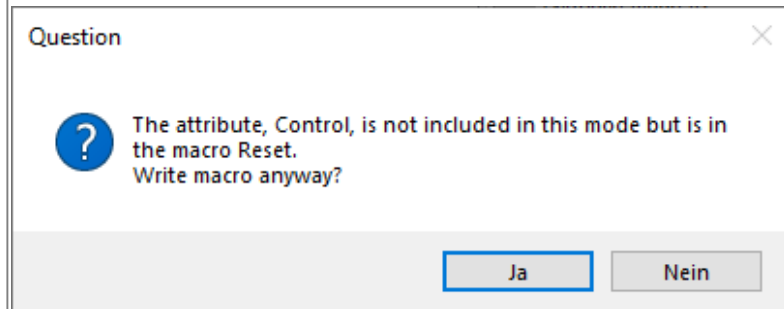 Question
The attribute, Control, is not included in this mode but is in
the macro Reset.
Write macro anyway?
Ja
Nein